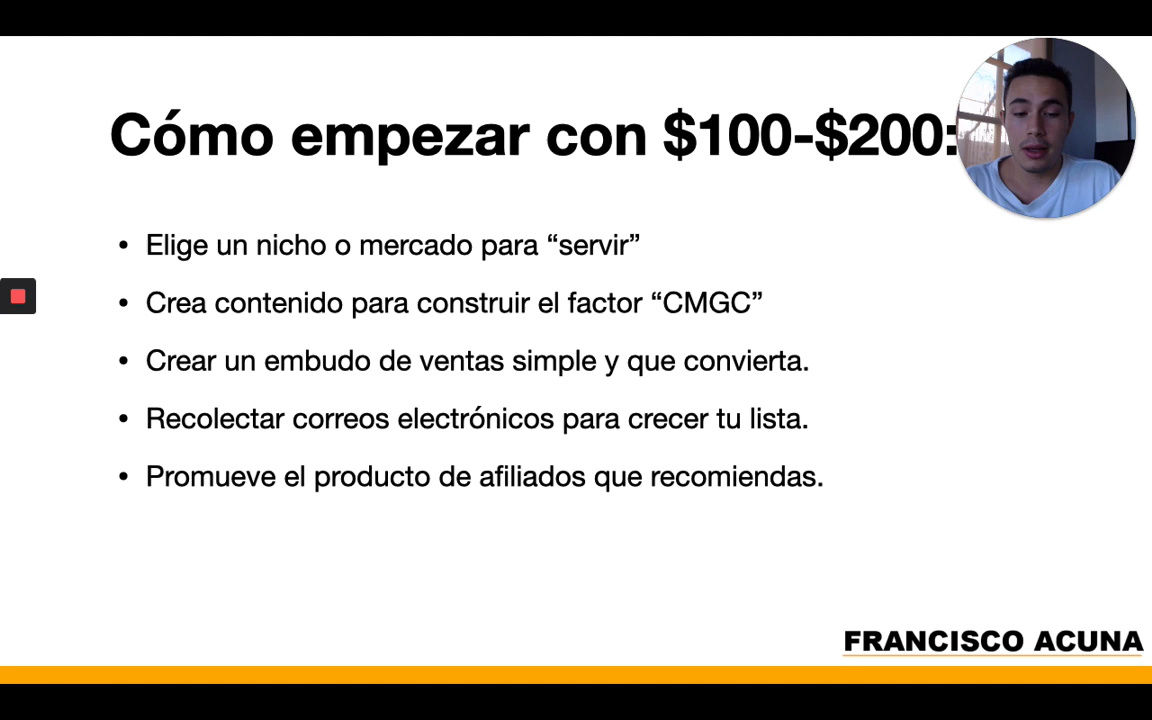 Cómo empezar con $100-$200:
• Elige un nicho o mercado para “servir”
• Crea contenido para construir el factor “CMGC”
• Crear un embudo de ventas simple y que convierta.
• Recolectar correos electrónicos para crecer tu lista.
• Promueve el producto de afiliados que recomiendas.
FRANCISCO ACUNA